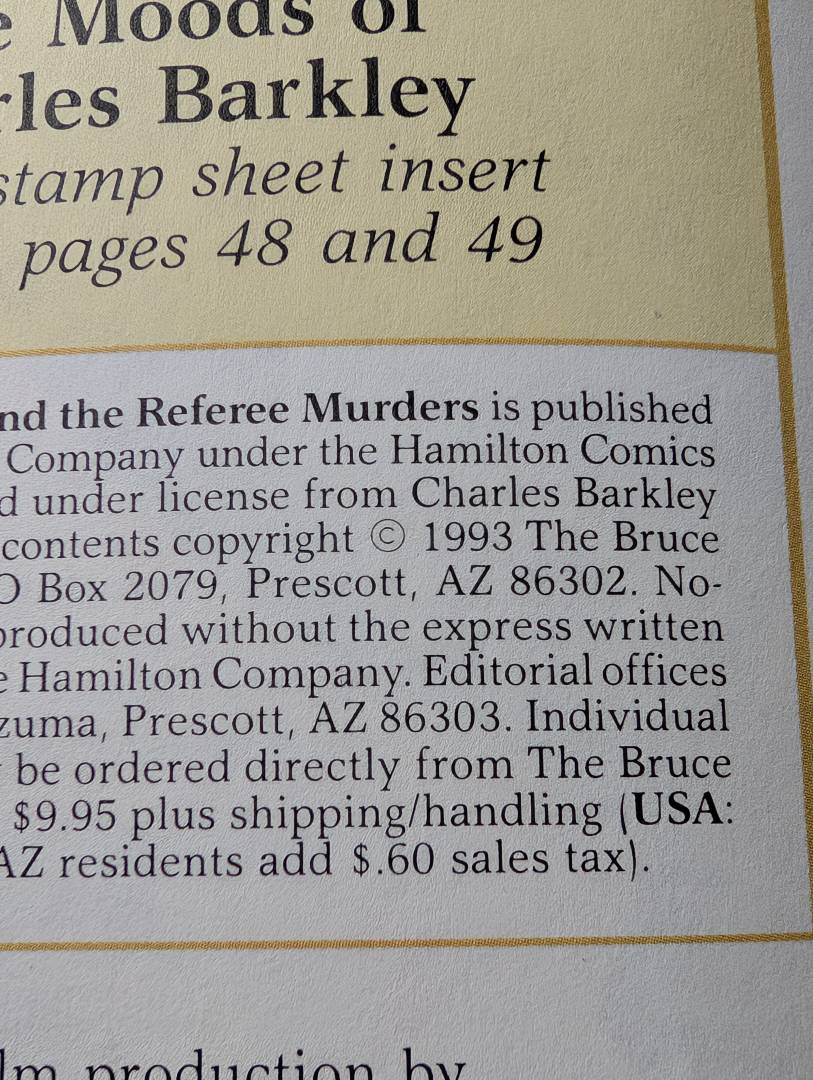 Moods of
Barkley
stamp sheet insert
pages 48 and 49
nd the Referee Murders is published
Company under the Hamilton Comics
d under license from Charles Barkley
contents copyright © 1993 The Bruce
O Box 2079, Prescott, AZ 86302. No-
produced without the express written
Hamilton Company. Editorial offices
zuma, Prescott, AZ 86303. Individual
be ordered directly from The Bruce
$9.95 plus shipping/handling (USA:
AZ residents add $.60 sales tax).
lm production by